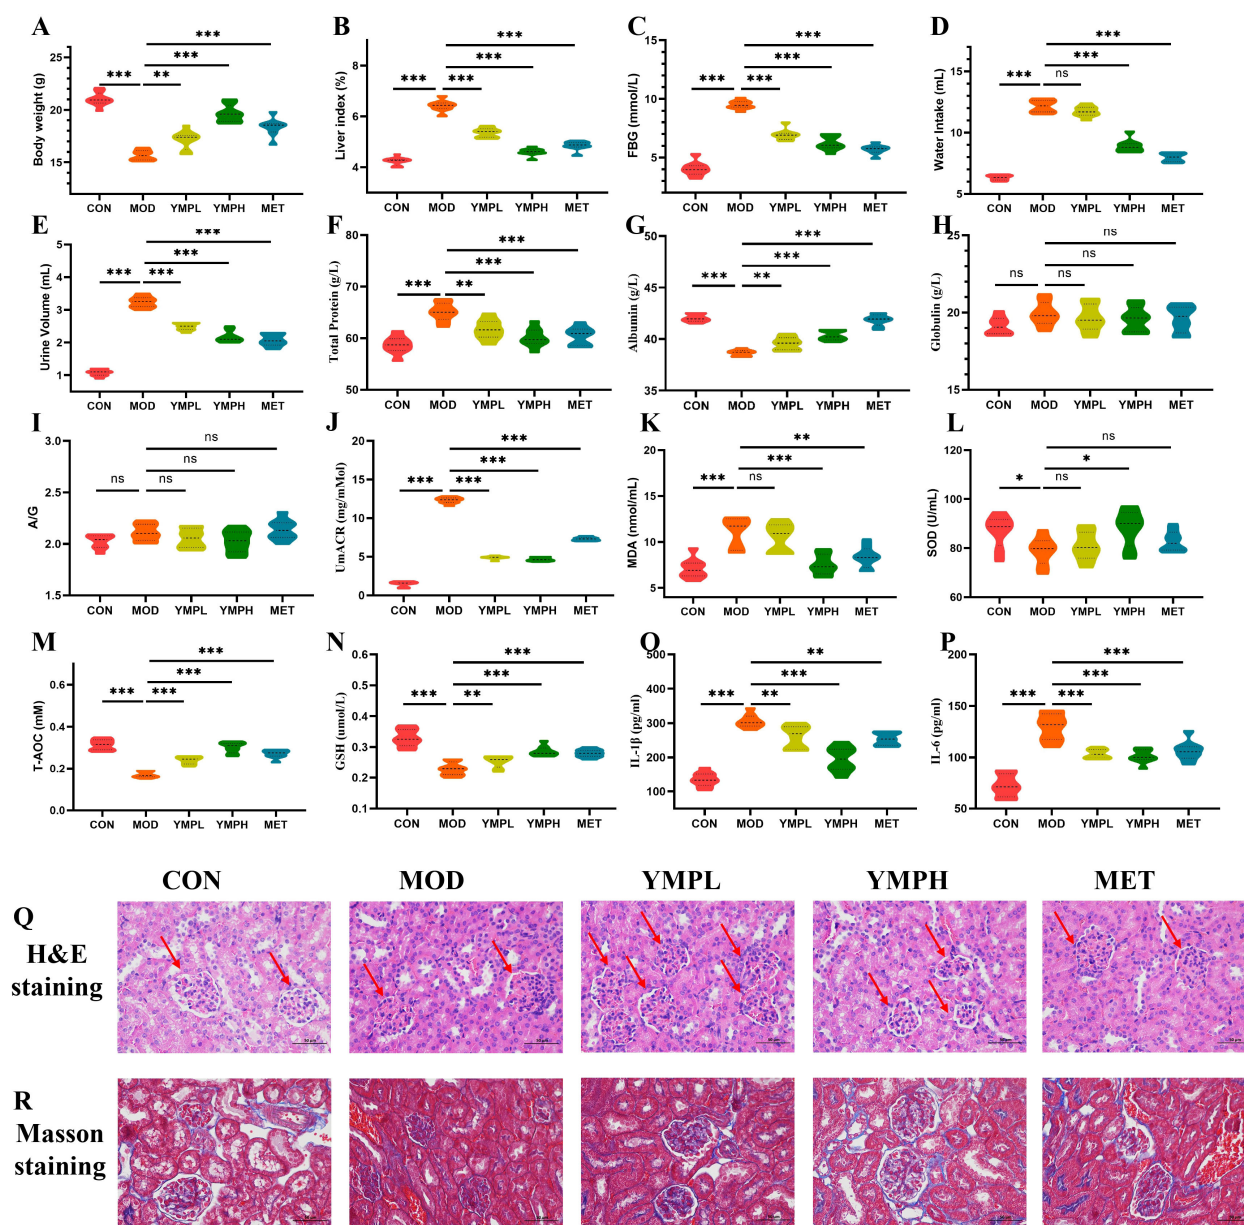 A
Body weight (g)
25
20
15
***
***
***
**
CON MOD YMPL YMPH MET
B
Liver index (%)
8
6
4
***
***
***
***
CON MOD YMPL YMPH MET
C
FBG (mmol/L)
15
10
5
***
***
***
***
CON MOD YMPL YMPH MET
D
Water Intake (mL)
15
10
5
***
***
***
ns
CON MOD YMPL YMPH MET
E
Urine Volume (mL)
5
4
3
2
1
***
***
***
***
CON MOD YMPL YMPH MET
F
Total Protein (g/L)
80
70
60
50
***
***
***
**
CON MOD YMPL YMPH MET
G
Albumin (g/L)
50
45
40
35
***
***
***
**
CON MOD YMPL YMPH MET
H
Globulin (g/L)
25
20
15
ns
ns
ns
ns
CON MOD YMPL YMPH MET
I
A/G
3.0
2.5
2.0
1.5
ns
ns
ns
ns
CON MOD YMPL YMPH MET
J
UmACR (mg/mMol)
20
15
10
5
0
***
***
***
***
CON MOD YMPL YMPH MET
K
MDA (nmol/mL)
20
15
10
5
**
***
***
ns
CON MOD YMPL YMPH MET
L
SOD (U/mL)
120
100
80
60
ns
*
*
ns
CON MOD YMPL YMPH MET
M
T-AOC (mM)
0.6
0.4
0.2
0.0
***
***
***
***
CON MOD YMPL YMPH MET
N
GSH (umol/L)
0.6
0.5
0.4
0.3
0.2
0.1
***
***
***
**
CON MOD YMPL YMPH MET
O
IL-1β (pg/ml)
500
400
300
200
100
**
***
***
**
CON MOD YMPL YMPH MET
P
IL-6 (pg/ml)
200
150
100
50
***
***
***
***
CON MOD YMPL YMPH MET
CON MOD YMPL YMPH MET
Q
H&E
staining
R
Masson
staining